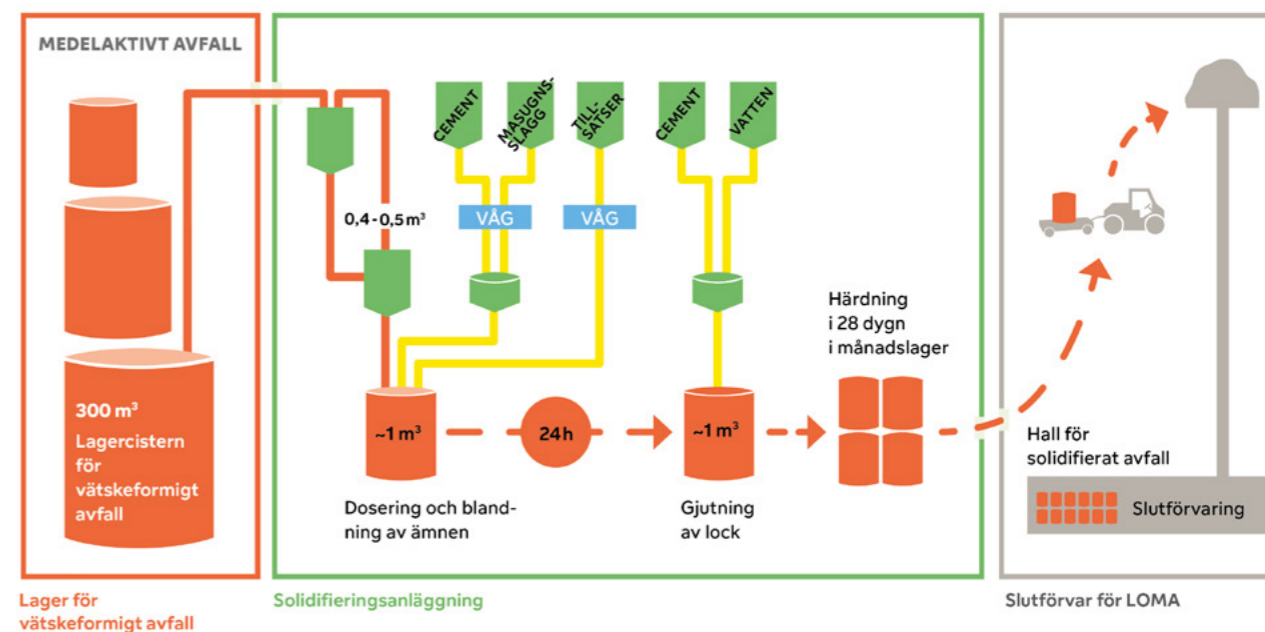 MEDELAKTIVT AVFALL
300 m³
Lagercistern
för
vätskeformigt
avfall
Lager för
vätskeformigt avfall
CEMENT
MASUGNS-
SLAGG
TILL-
SATSER
CEMENT
VATTEN
0,4-0,5 m³
VÅG
VÅG
~1 m³
24h
~1 m³
Dosering och bland-
ning av ämnen
Gjutning
av lock
Härdning
i 28 dygn
i månadslager
Solidifieringsanläggning
Hall för
solidifierat avfall
Slutförvaring
Slutförvar för LOMA